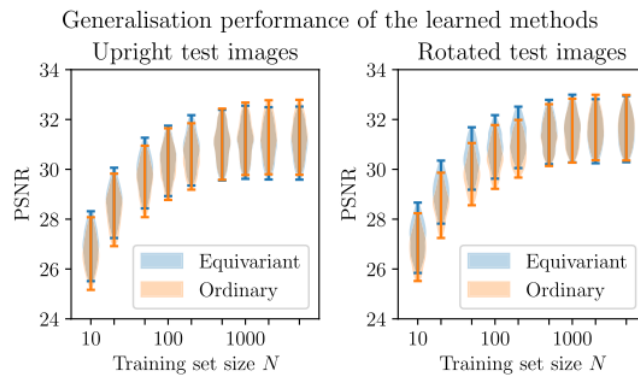 Generalisation performance of the learned methods
Upright test images
34
32
30
28
26
24
PSNR
10
100
1000
Training set size N
Equivariant
Ordinary
Rotated test images
34
32
30
28
26
24
PSNR
10
100
1000
Training set size N
Equivariant
Ordinary